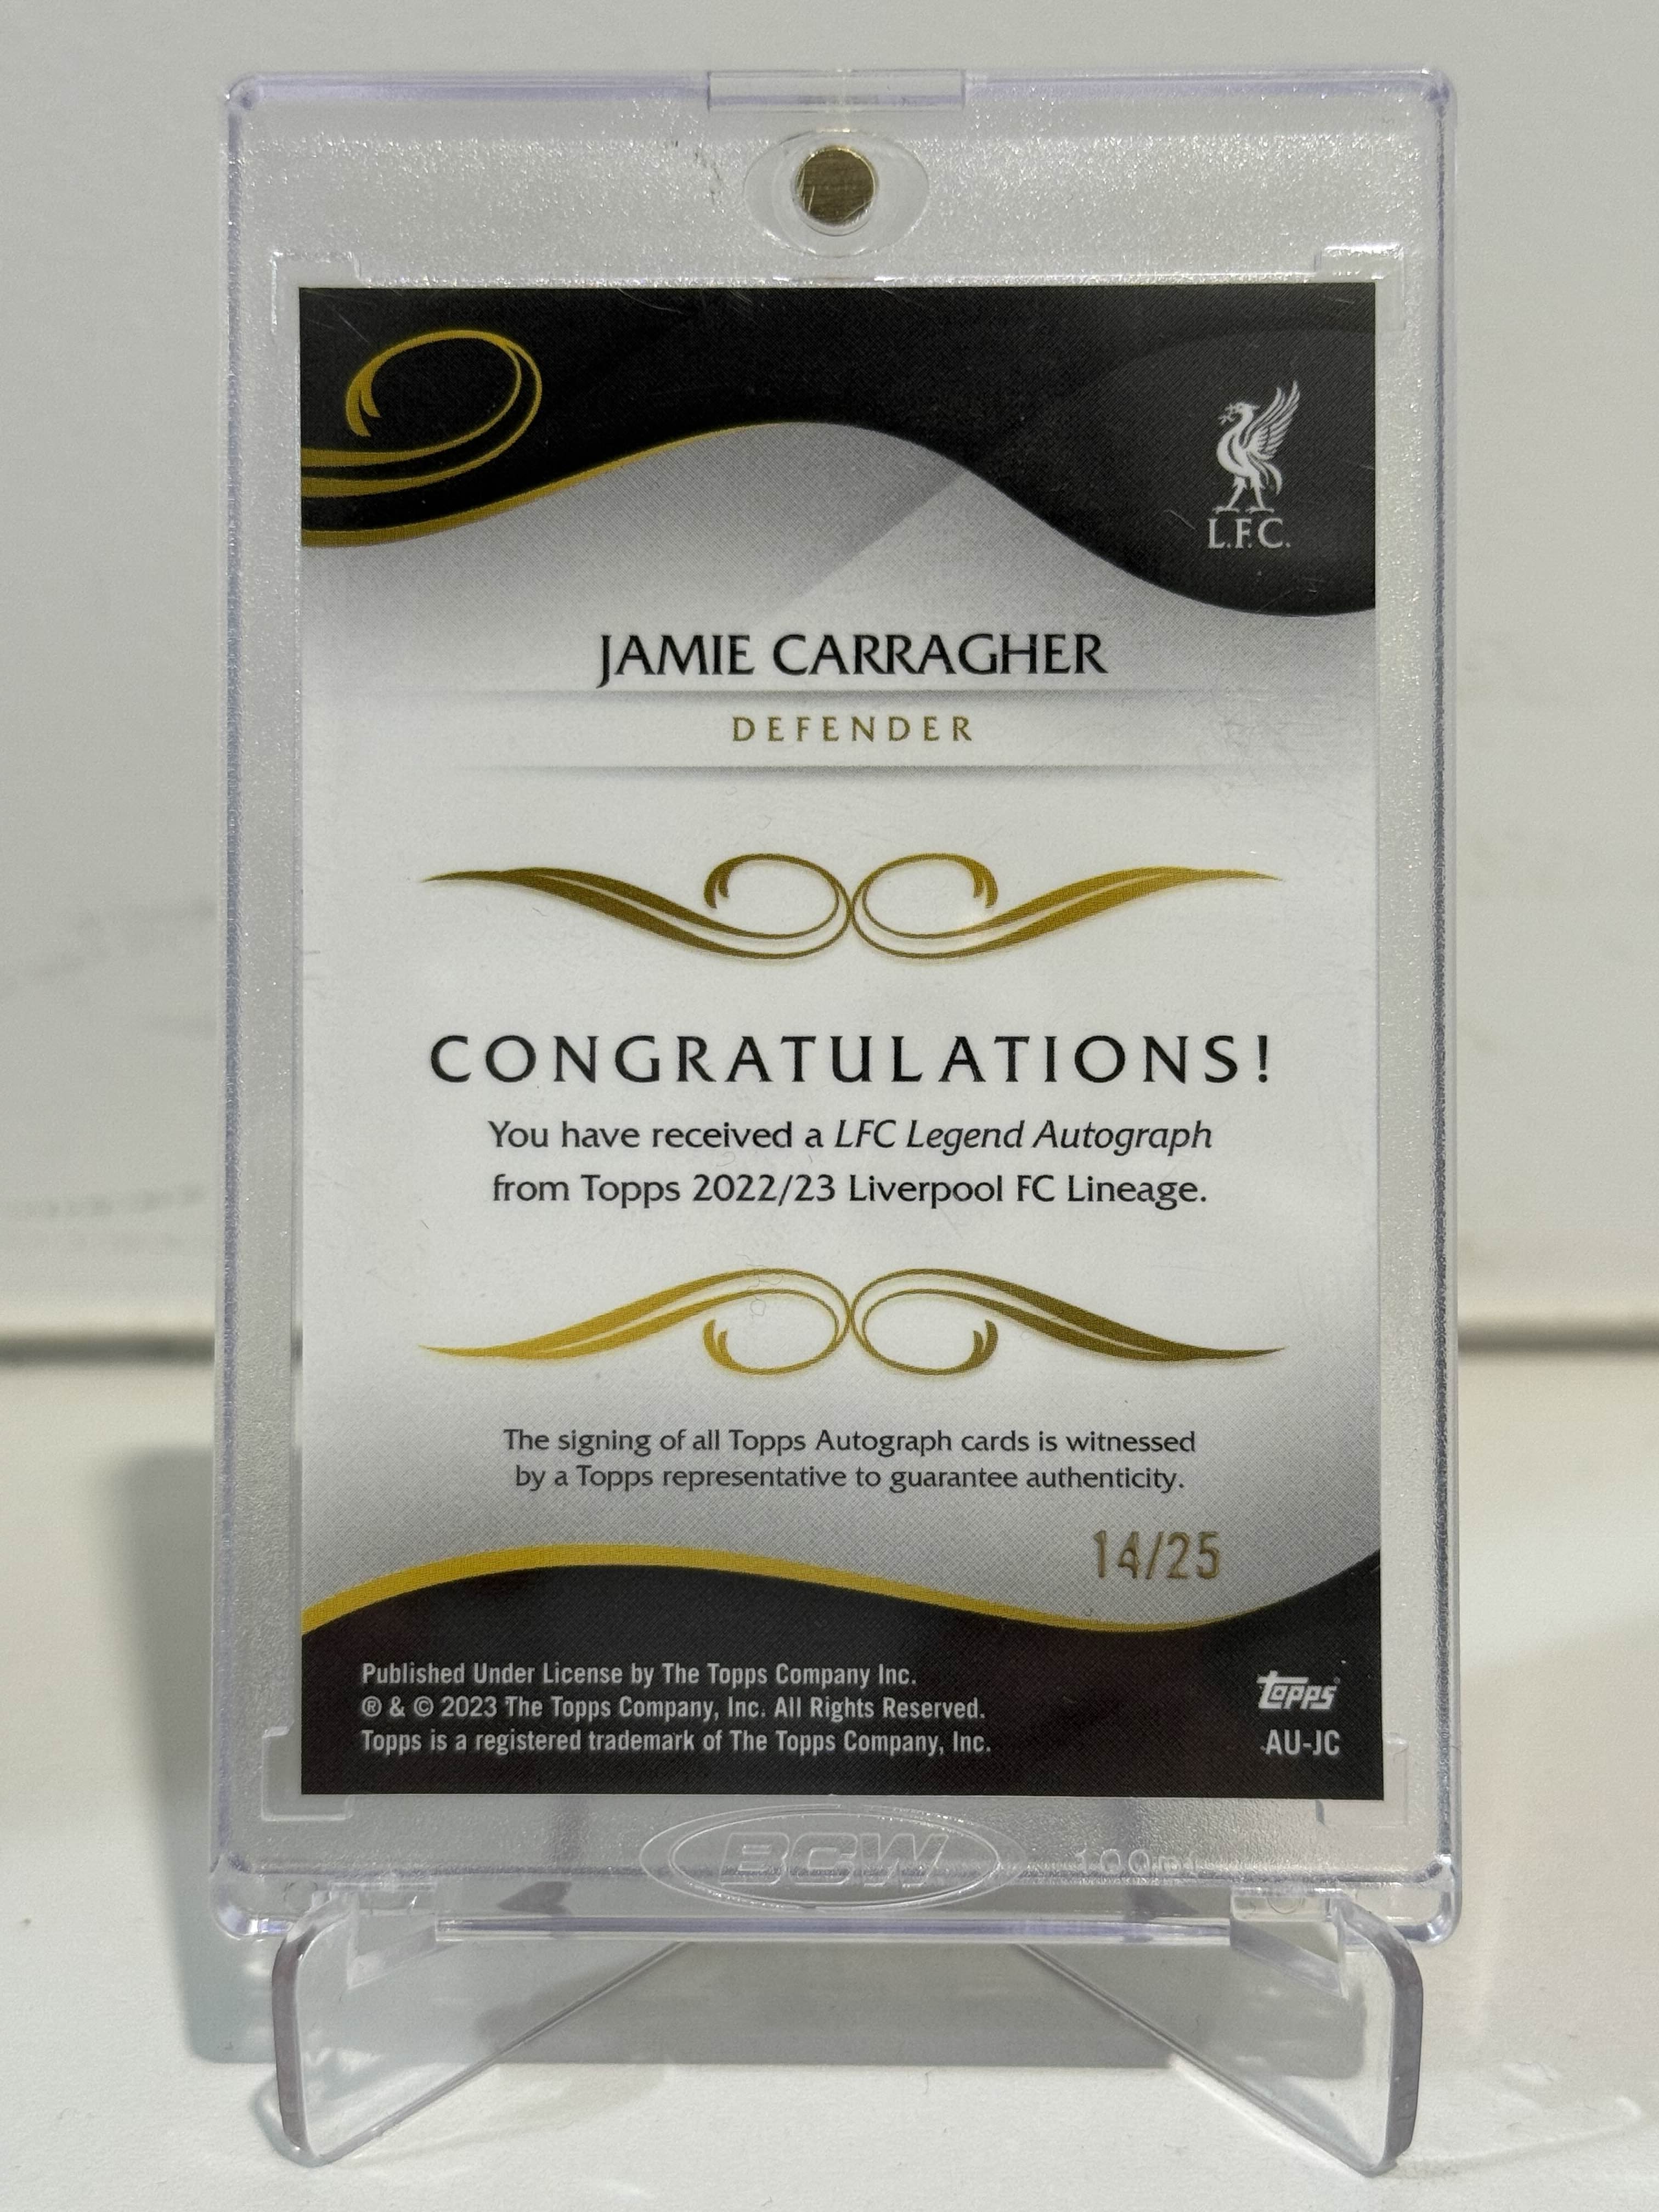 L.F.C.
JAMIE CARRAGHER
DEFENDER
CONGRATULATIONS!
You have received a LFC Legend Autograph
from Topps 2022/23 Liverpool FC Lineage.
The signing of all Topps Autograph cards is witnessed
by a Topps representative to guarantee authenticity.
14/25
Published Under License by The Topps Company Inc.
® & © 2023 The Topps Company, Inc. All Rights Reserved.
Topps is a registered trademark of The Topps Company, Inc.
Topps
AU-JC
BCW
100pt